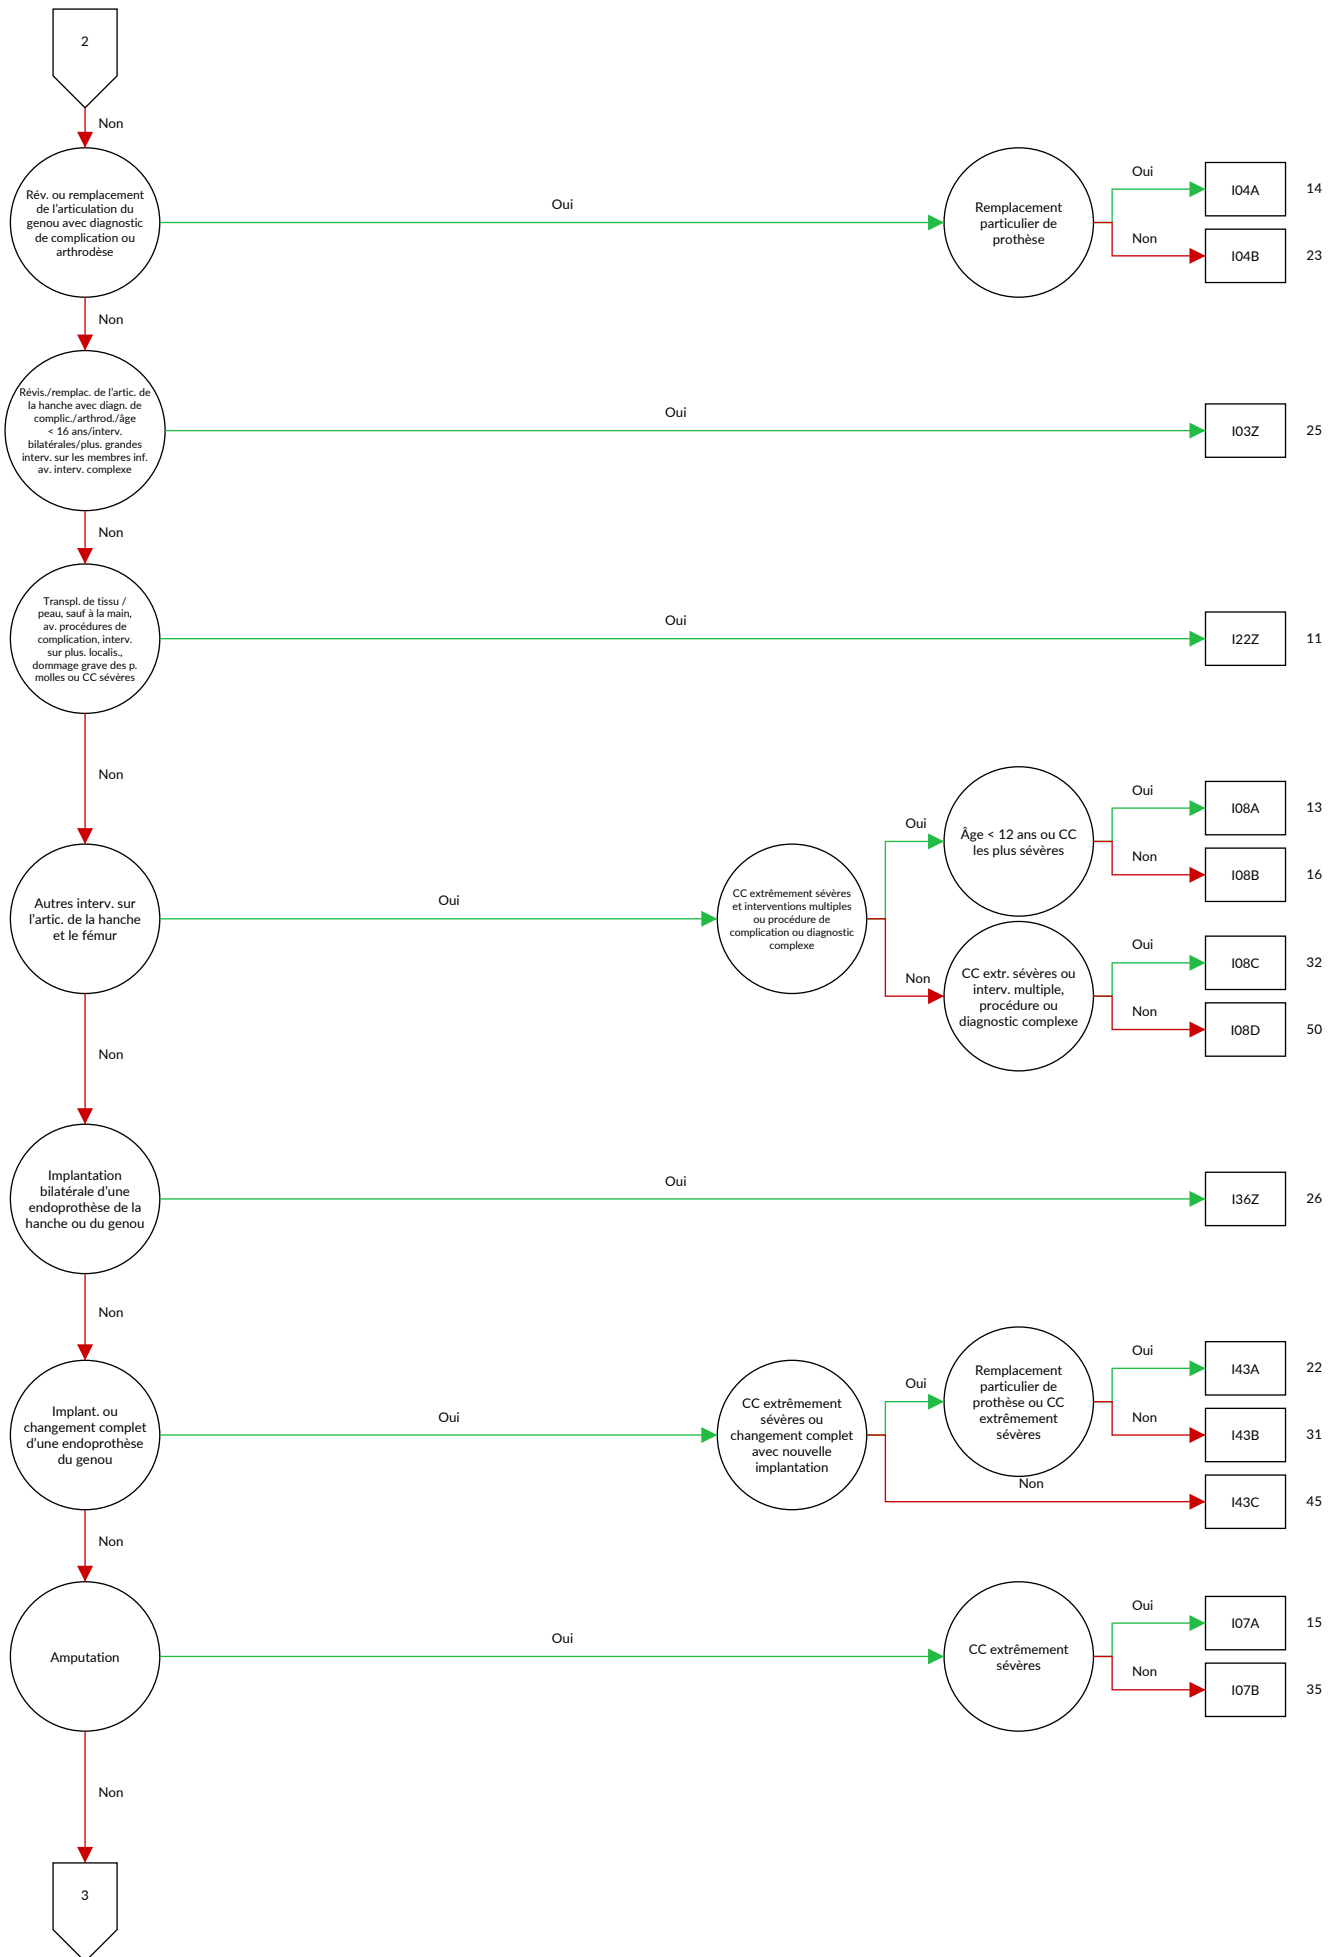 2
Non
Rév. ou remplacement
de l'articulation du
genou avec diagnostic
de complication ou
arthrodèse
Oui
Remplacement
particulier de
prothèse
Oui
I04A
14
Non
I04B
23
Non
Révis./remplac. de l'artic. de
la hanche avec diagn. de
complic./arthrod./âge
< 16 ans/interv.
bilatérales/plus. grandes
interv. sur les membres inf.
av. interv. complexe
Oui
I03Z
25
Non
Transpl. de tissu /
peau, sauf à la main,
av. procédures de
complication, interv.
sur plus. localis.,
dommage grave des p.
molles ou CC sévères
Oui
I22Z
11
Non
Autres interv. sur
l'artic. de la hanche
et le fémur
Oui
CC extrêmement sévères
et interventions multiples
ou procédure de
complication ou diagnostic
complexe
Oui
Âge < 12 ans ou CC
les plus sévères
Oui
I08A
13
Non
I08B
16
Non
CC extr. sévères ou
interv. multiple,
procédure ou
diagnostic complexe
Oui
I08C
32
Non
I08D
50
Non
Implantation
bilatérale d'une
endoprothèse de la
hanche ou du genou
Oui
I36Z
26
Non
Implant. ou
changement complet
d'une endoprothèse
du genou
Oui
CC extrêmement
sévères ou
changement complet
avec nouvelle
implantation
Oui
Remplacement
particulier de
prothèse ou CC
extrêmement
sévères
Oui
I43A
22
Non
I43B
31
Non
I43C
45
Non
Amputation
Oui
CC extrêmement
sévères
Oui
I07A
15
Non
I07B
35
Non
3